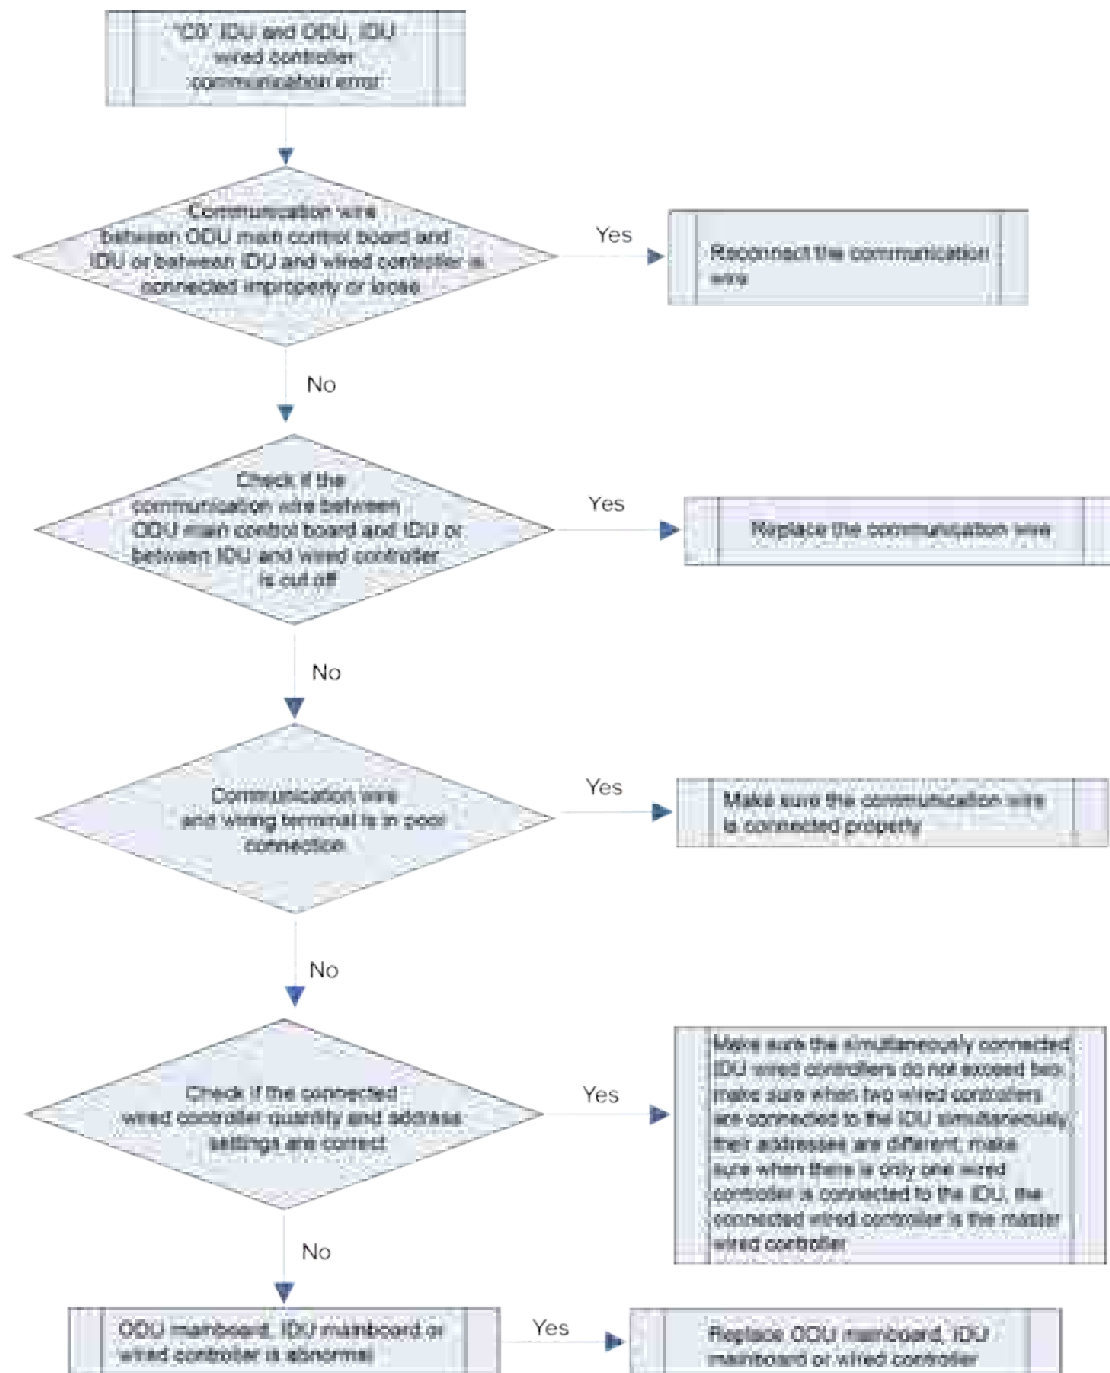 "C0" IDU and ODU, IDU
wired controller
communication error
Communication wire
between ODU main control board and
IDU or between IDU and wired controller is
connected improperly or loose
Yes
Reconnect the communication
wire
No
Check if the
communication wire between
ODU main control board and IDU or
between IDU and wired controller
is cut off
Yes
Replace the communication wire
No
Communication wire
and wiring terminal is in poor
connection
Yes
Make sure the communication wire
is connected properly
No
Check if the connected
wired controller quantity and address
settings are correct
Yes
Make sure the simultaneously connected
IDU wired controllers do not exceed two,
make sure when two wired controllers
are connected to the IDU simultaneously,
their addresses are different, make
sure when there is only one wired
controller is connected to the IDU, the
connected wired controller is the master
wired controller
No
ODU mainboard, IDU mainboard or
wired controller is abnormal
Yes
Replace ODU mainboard, IDU
mainboard or wired controller